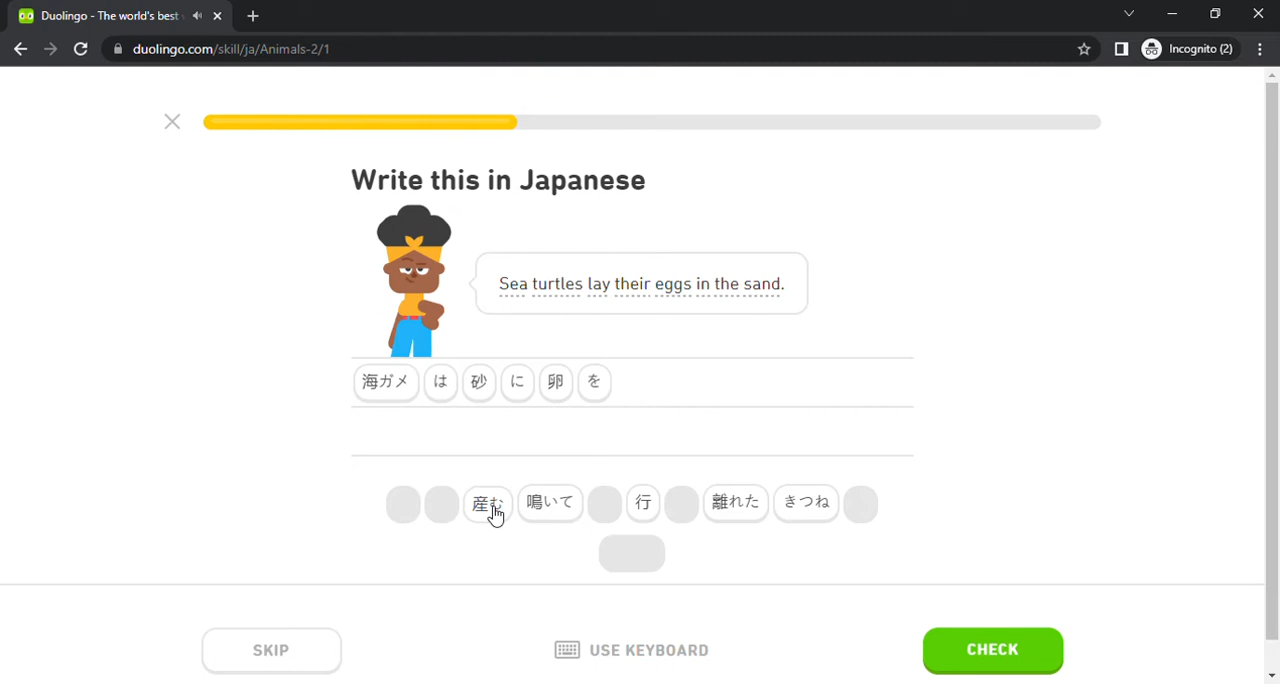 Duolingo - The world's best
duolingo.com/skill/ja/Animals-2/1
Incognito (2)
Write this in Japanese
Sea turtles lay their eggs in the sand.
海ガメ は 砂 に 卵 を
産む 鳴いて 行 離れた きつね
SKIP
USE KEYBOARD
CHECK